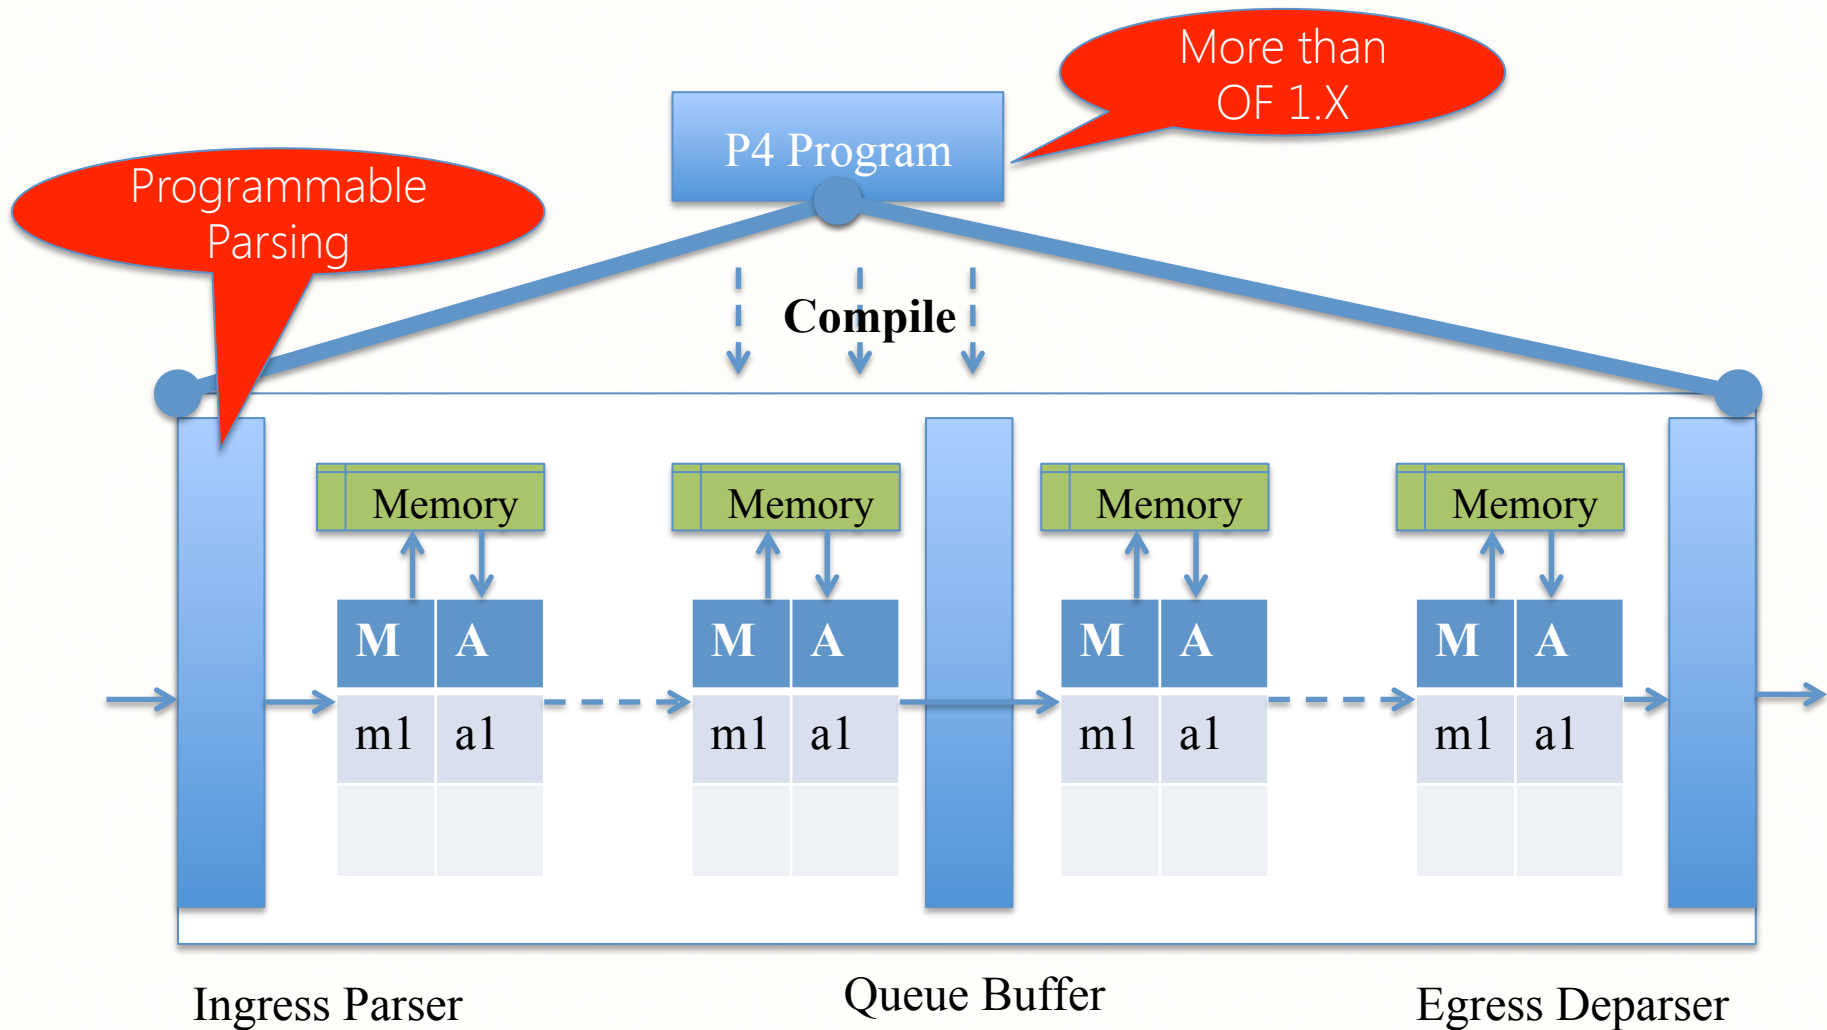 More than
OF 1.X
P4 Program
Programmable
Parsing
Compile
Memory
Memory
Memory
Memory
M A
M A
M A
M A
m1 a1
m1 a1
m1 a1
m1 a1
Ingress Parser
Queue Buffer
Egress Deparser